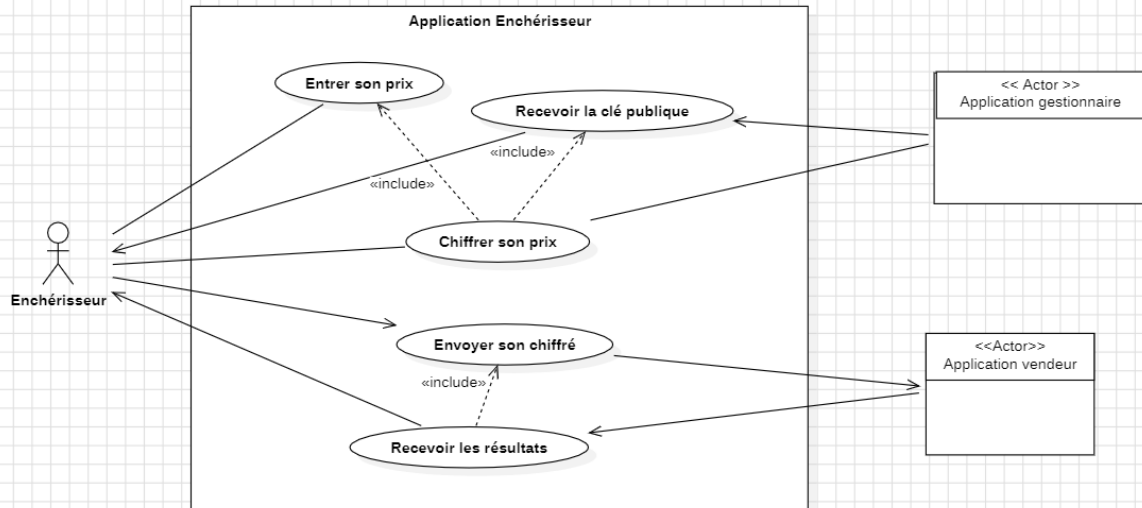 Application Enchérisseur
Entrer son prix
Recevoir la clé publique
<< Actor >>
Application gestionnaire
«include»
«include»
Chiffrer son prix
Enchérisseur
Envoyer son chiffré
<<Actor>>
Application vendeur
«include»
Recevoir les résultats